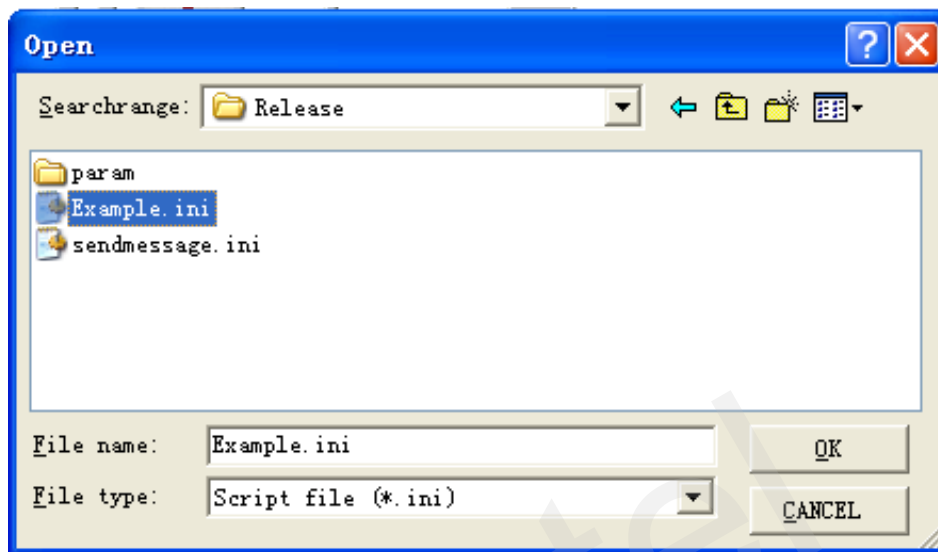 Open
Searchrange: Release
param
Example.ini
sendmessage.ini
File name: Example.ini OK
File type: Script file (*.ini) CANCEL